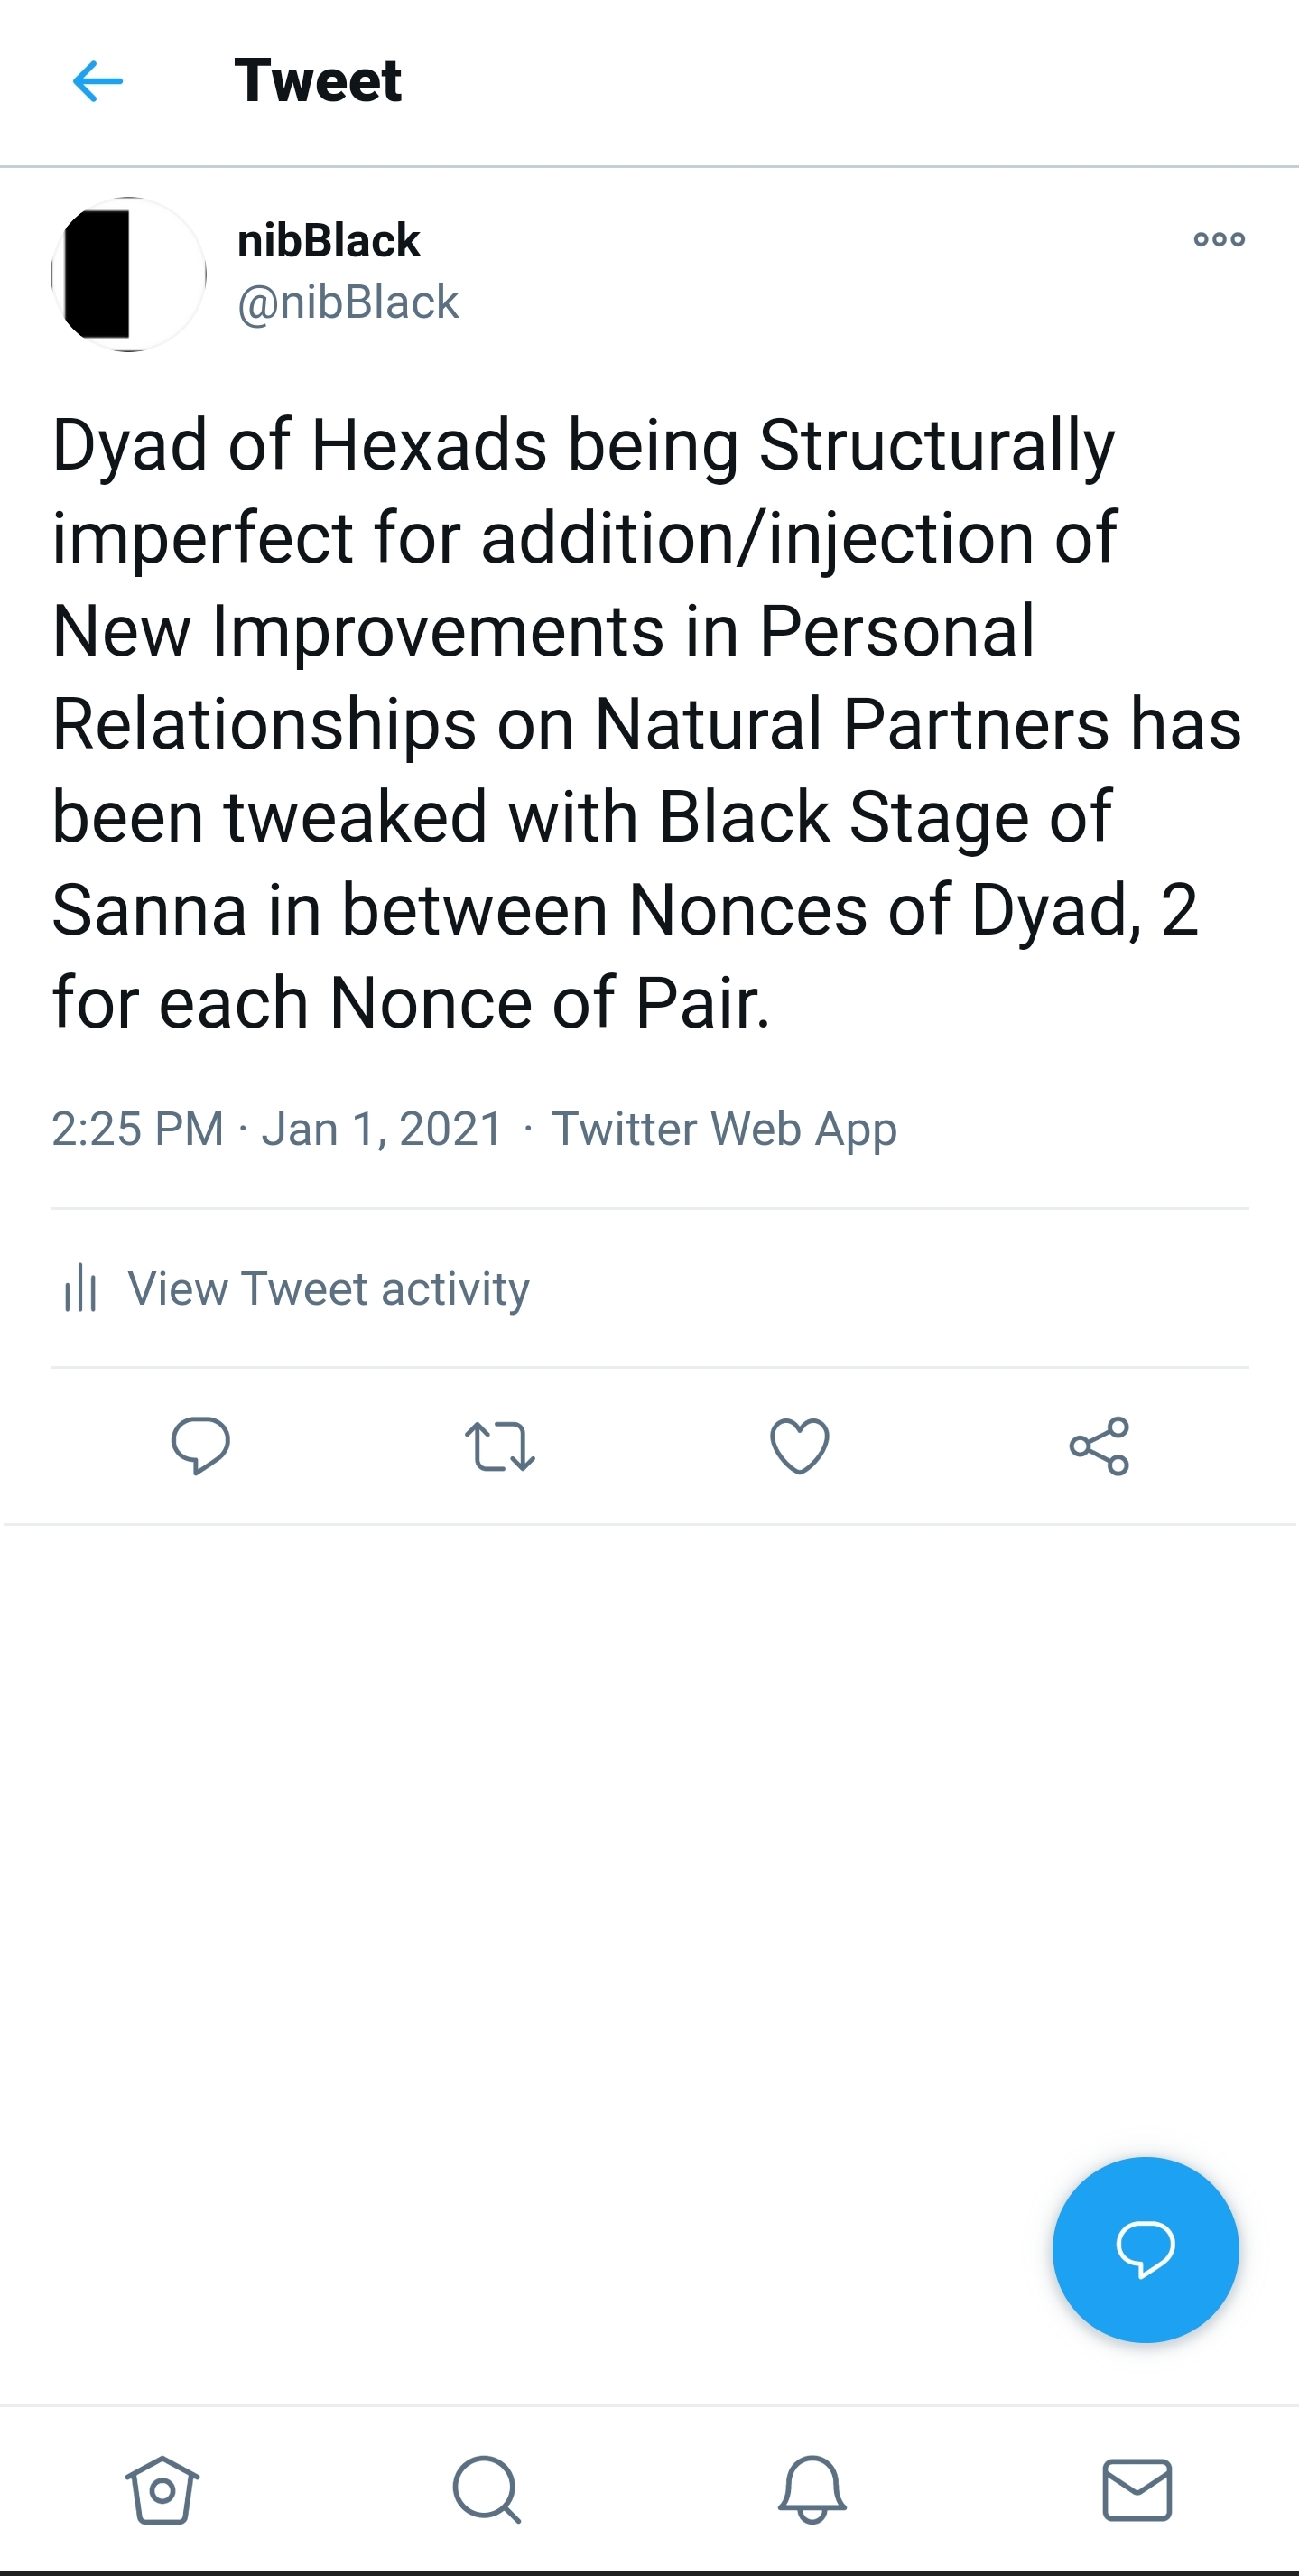 Tweet
nibBlack
@nibBlack
Dyad of Hexads being Structurally
imperfect for addition/injection of
New Improvements in Personal
Relationships on Natural Partners has
been tweaked with Black Stage of
Sanna in between Nonces of Dyad, 2
for each Nonce of Pair.
2:25 PM · Jan 1, 2021 · Twitter Web App
View Tweet activity